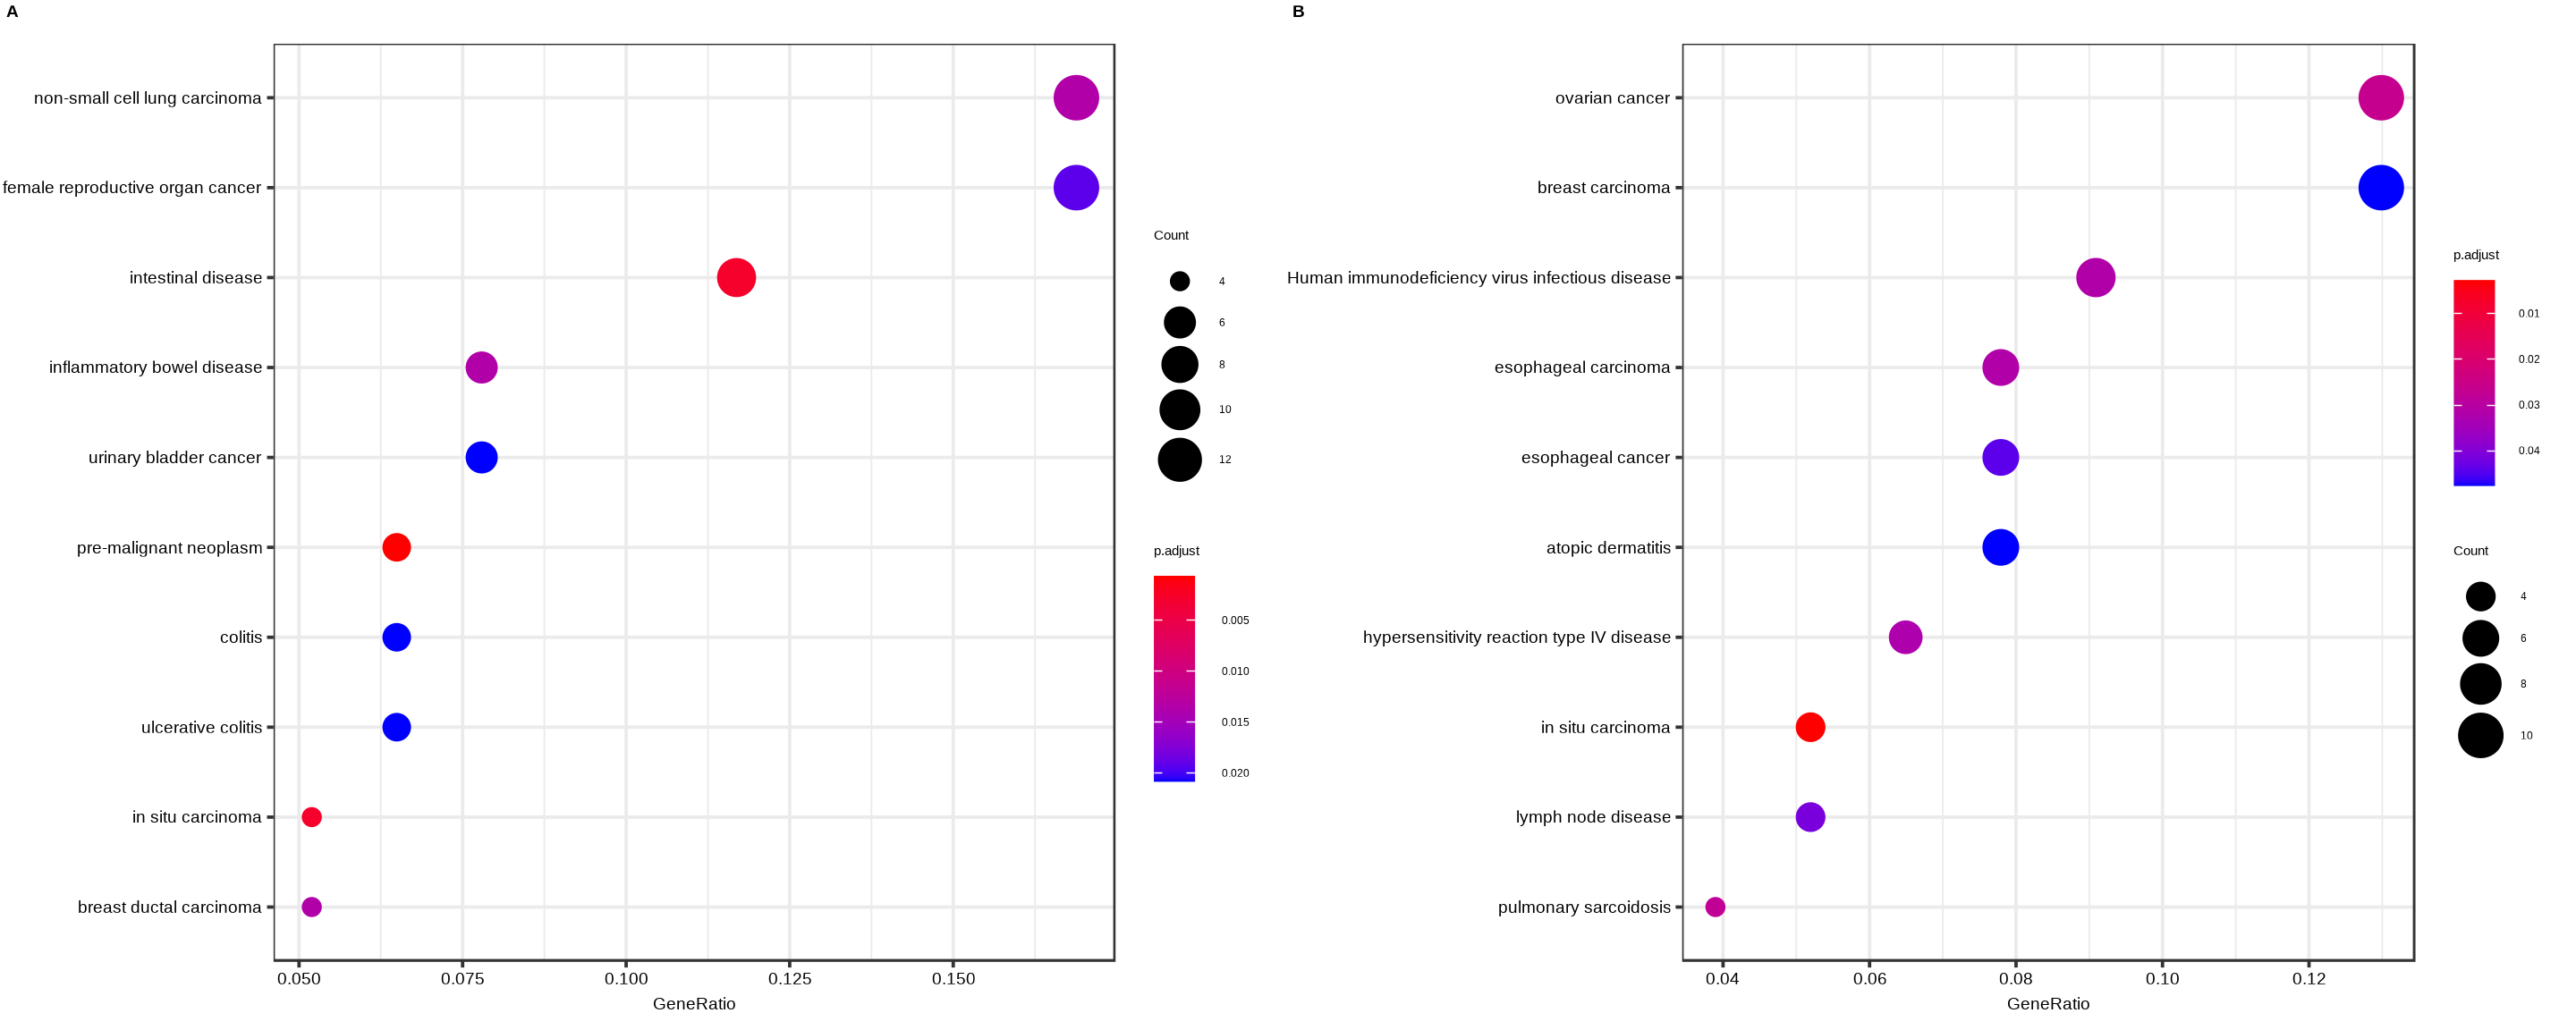 A
non-small cell lung carcinoma
female reproductive organ cancer
intestinal disease
inflammatory bowel disease
urinary bladder cancer
pre-malignant neoplasm
colitis
ulcerative colitis
in situ carcinoma
breast ductal carcinoma
0.050 0.075 0.100 0.125 0.150
GeneRatio
Count
4
6
8
10
12
p.adjust
0.005
0.010
0.015
0.020
B
ovarian cancer
breast carcinoma
Human immunodeficiency virus infectious disease
esophageal carcinoma
esophageal cancer
atopic dermatitis
hypersensitivity reaction type IV disease
in situ carcinoma
lymph node disease
pulmonary sarcoidosis
0.04 0.06 0.08 0.10 0.12
GeneRatio
p.adjust
0.01
0.02
0.03
0.04
Count
4
6
8
10